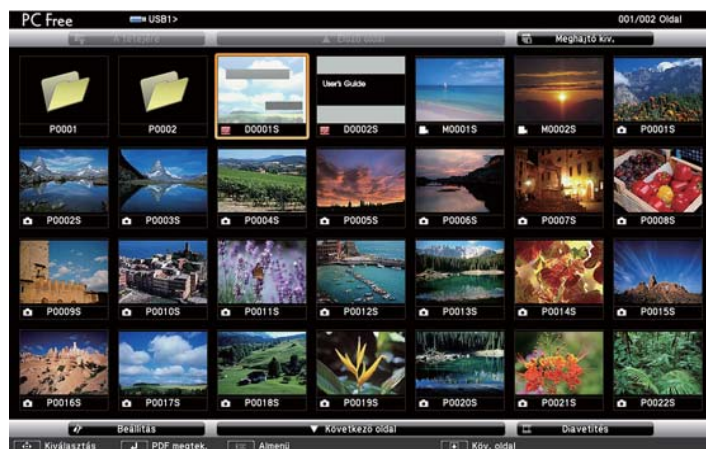 PC Free USB1> 001/002 Oldal
A tetejére ▲ Előző oldal Meghajtó kiv.
User's Guide
P0001 P0002 D0001S D0002S M0001S M0002S P0001S
P0002S P0003S P0004S P0005S P0006S P0007S P0008S
P0009S P0010S P0011S P0012S P0013S P0014S P0015S
P0016S P0017S P0018S P0019S P0020S P0021S P0022S
Beállítás ▼ Következő oldal Diavetítés
Kiválasztás PDF megtek. Almenü Köv. oldal